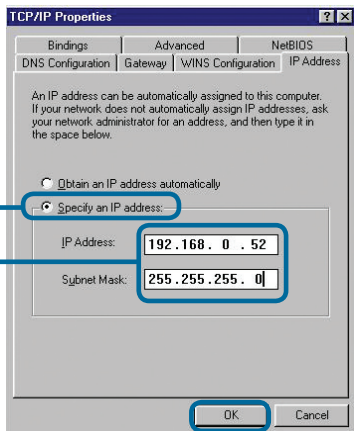 TCP/IP Properties
Bindings Advanced NetBIOS
DNS Configuration Gateway WINS Configuration IP Address
An IP address can be automatically assigned to this computer.
If your network does not automatically assign IP addresses, ask
your network administrator for an address, and then type it in
the space below.
Obtain an IP address automatically
Specify an IP address:
IP Address: 192.168. 0 .52
Subnet Mask: 255.255.255. 0
OK Cancel